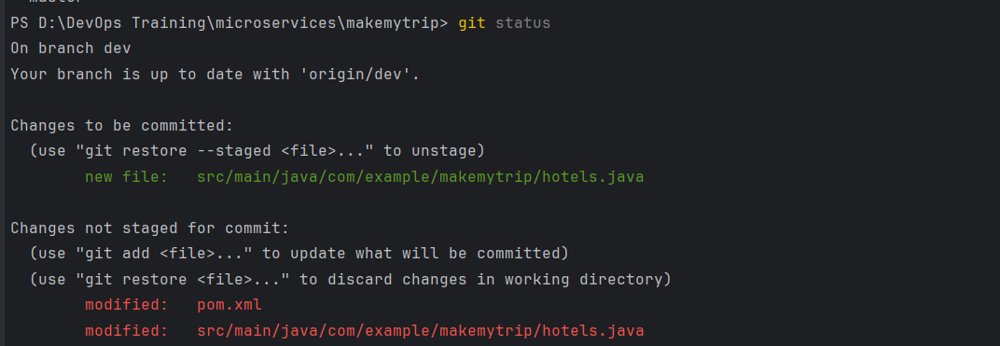 master
PS D:\DevOps Training\microservices\makemytrip> git status
On branch dev
Your branch is up to date with 'origin/dev'.
Changes to be committed:
  (use "git restore --staged <file>..." to unstage)
        new file:   src/main/java/com/example/makemytrip/hotels.java
Changes not staged for commit:
  (use "git add <file>..." to update what will be committed)
  (use "git restore <file>..." to discard changes in working directory)
        modified:   pom.xml
        modified:   src/main/java/com/example/makemytrip/hotels.java